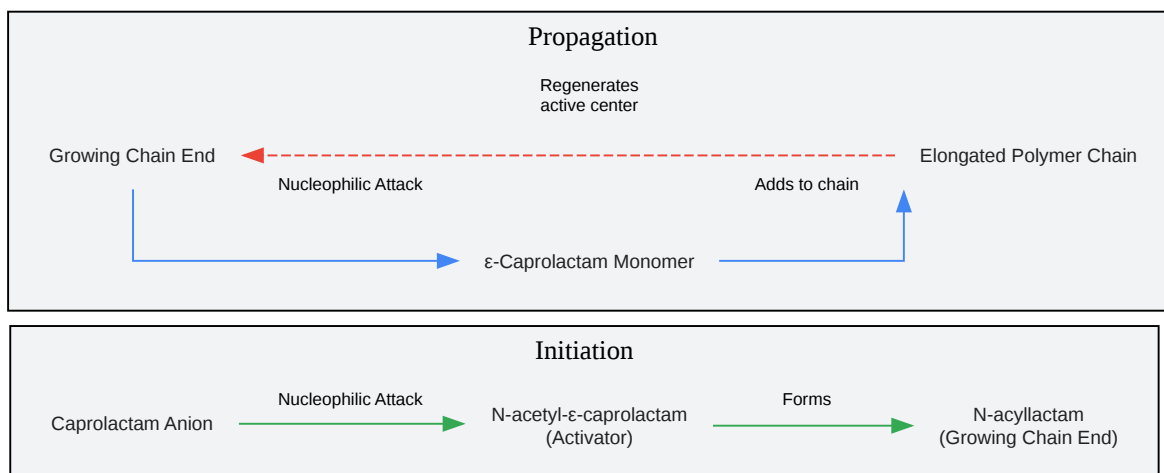 Propagation
Regenerates
active center
Growing Chain End
Elongated Polymer Chain
Nucleophilic Attack
Adds to chain
ε-Caprolactam Monomer
Initiation
Nucleophilic Attack
Forms
Caprolactam Anion
N-acetyl-ε-caprolactam
(Activator)
N-acyllactam
(Growing Chain End)